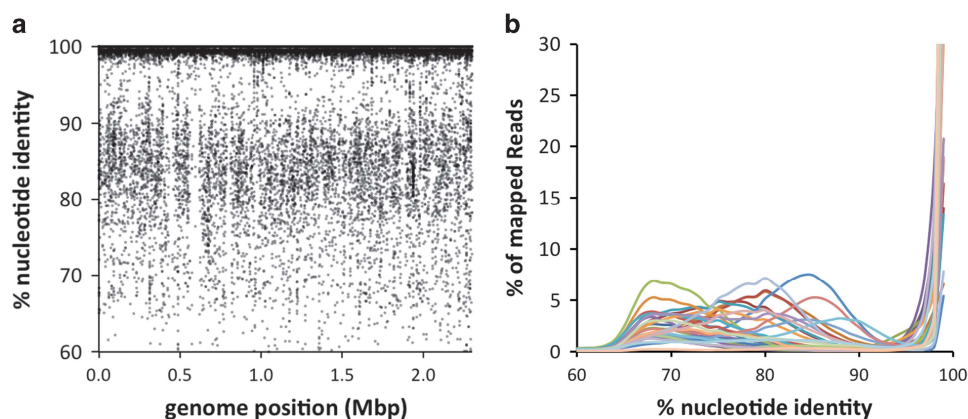 a
100
90
80
70
60
% nucleotide identity
0.0 0.5 1.0 1.5 2.0
genome position (Mbp)
b
30
25
20
15
10
5
0
% of mapped Reads
60 70 80 90 100
% nucleotide identity